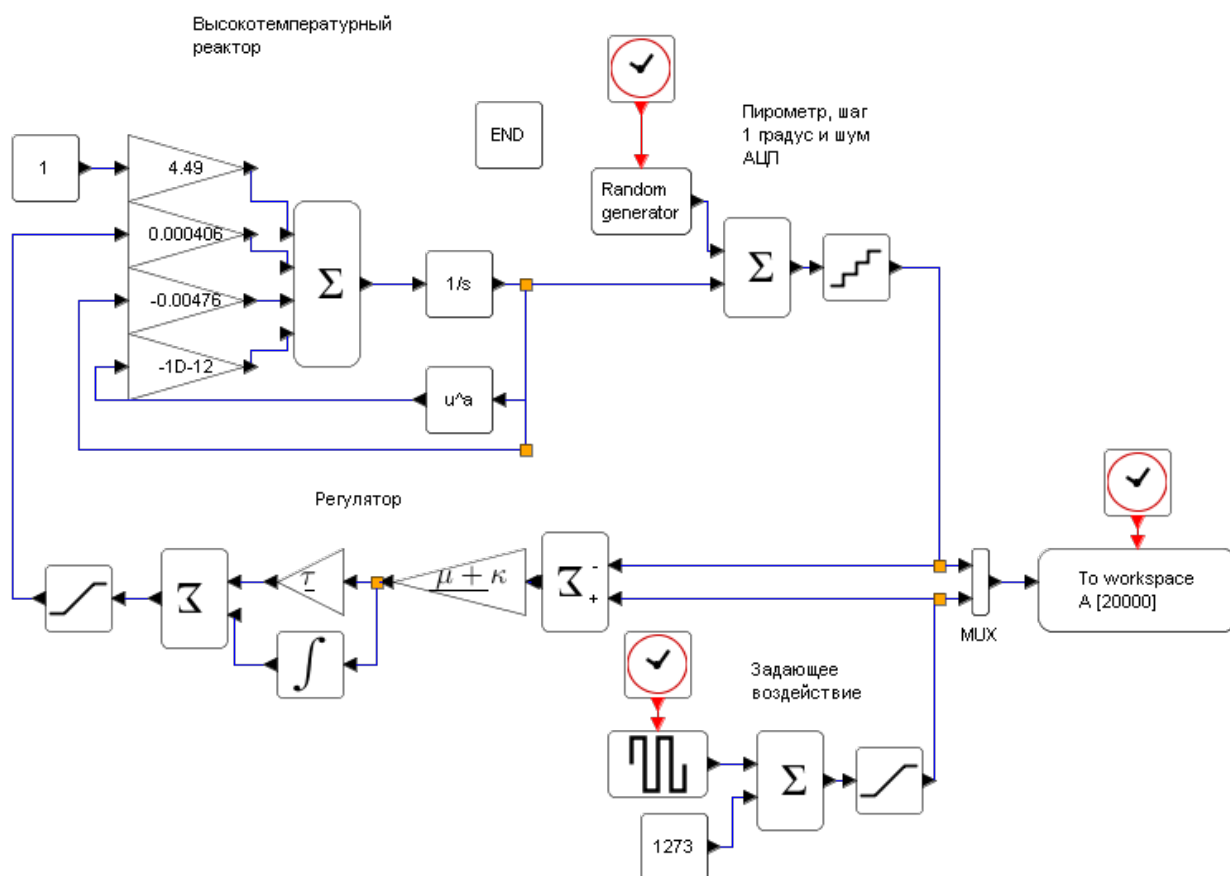 Высокотемпературный
реактор
Пирометр, шаг
1 градус и шум
АЦП
END
1
4.49
Random
generator
0.000406
Σ
Σ
-0.00476
1/s
-1D-12
u^a
Регулятор
Σ
τ
μ + κ
Σ
-
+
∫
To workspace
A [20000]
MUX
Задающее
воздействие
Σ
1273